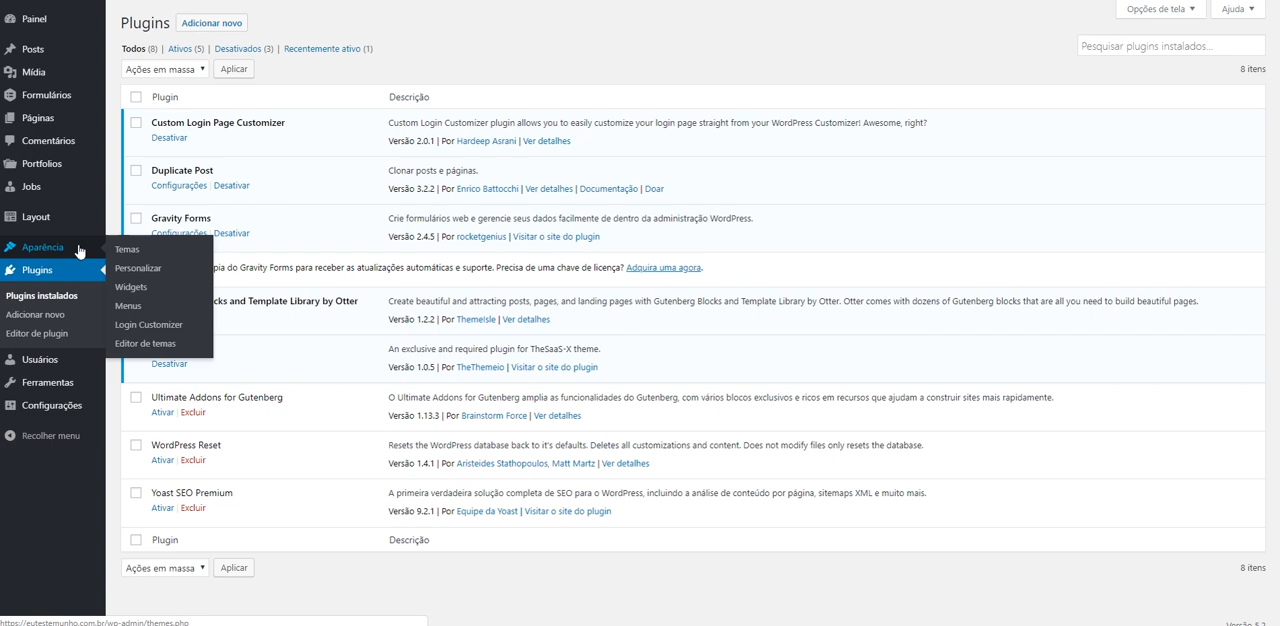 Painel
Posts
Mídia
Formulários
Páginas
Comentários
Portfolios
Jobs
Layout
Aparência
Plugins
Plugins instalados
Adicionar novo
Editor de plugin
Usuários
Ferramentas
Configurações
Recolher menu
Temas
Personalizar
Widgets
Menus
Login Customizer
Editor de temas
Opções de tela ▼ Ajuda ▼
Plugins Adicionar novo
Todos (8) | Ativos (5) | Desativados (3) | Recentemente ativo (1)
Pesquisar plugins instalados...
Ações em massa ▼ Aplicar
8 itens
Plugin Descrição
Custom Login Page Customizer Custom Login Customizer plugin allows you to easily customize your login page straight from your WordPress Customizer! Awesome, right?
Desativar
Versão 2.0.1 | Por Hardeep Asrani | Ver detalhes
Duplicate Post Clonar posts e páginas.
Configurações | Desativar
Versão 3.2.2 | Por Enrico Battocchi | Ver detalhes | Documentação | Doar
Gravity Forms Crie formulários web e gerencie seus dados facilmente de dentro da administração WordPress.
Configurações Desativar
Versão 2.4.5 | Por rocketgenius | Visitar o site do plugin
pia do Gravity Forms para receber as atualizações automáticas e suporte. Precisa de uma chave de licença? Adquira uma agora.
cks and Template Library by Otter Create beautiful and attracting posts, pages, and landing pages with Gutenberg Blocks and Template Library by Otter. Otter comes with dozens of Gutenberg blocks that are all you need to build beautiful pages.
Versão 1.2.2 | Por ThemeIsle | Ver detalhes
An exclusive and required plugin for TheSaaS-X theme.
Desativar
Versão 1.0.5 | Por TheThemeio | Visitar o site do plugin
Ultimate Addons for Gutenberg O Ultimate Addons for Gutenberg amplia as funcionalidades do Gutenberg, com vários blocos exclusivos e ricos em recursos que ajudam a construir sites mais rapidamente.
Ativar | Excluir
Versão 1.13.3 | Por Brainstorm Force | Ver detalhes
WordPress Reset Resets the WordPress database back to it's defaults. Deletes all customizations and content. Does not modify files only resets the database.
Ativar | Excluir
Versão 1.4.1 | Por Aristeides Stathopoulos, Matt Martz | Ver detalhes
Yoast SEO Premium A primeira verdadeira solução completa de SEO para o WordPress, incluindo a análise de conteúdo por página, sitemaps XML e muito mais.
Ativar | Excluir
Versão 9.2.1 | Por Equipe da Yoast | Visitar o site do plugin
Plugin Descrição
Ações em massa ▼ Aplicar
8 itens
https://eutestemunho.com.br/wp-admin/themes.php
Versão 5.2